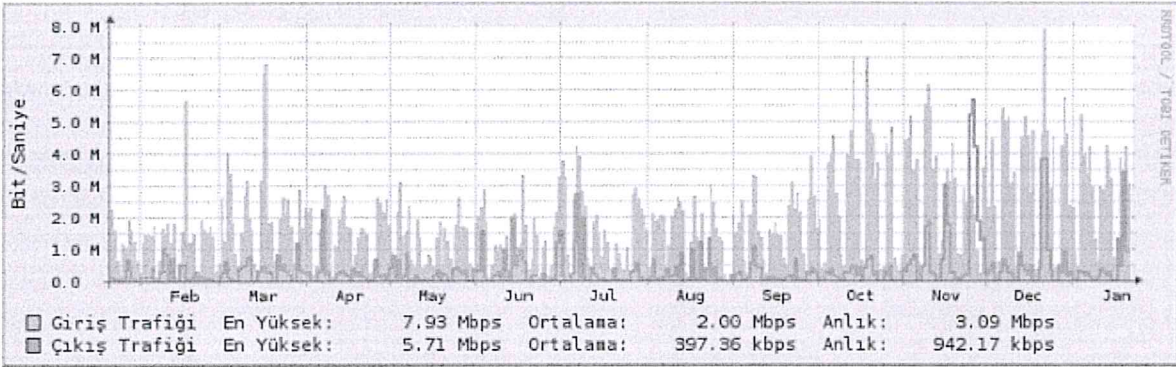 8.0 M
7.0 M
6.0 M
5.0 M
4.0 M
3.0 M
2.0 M
1.0 M
0.0
Bit/Saniye
Feb Mar Apr May Jun Jul Aug Sep Oct Nov Dec Jan
Giriş Trafiği En Yüksek: 7.93 Mbps Ortalama: 2.00 Mbps Anlık: 3.09 Mbps
Çıkış Trafiği En Yüksek: 5.71 Mbps Ortalama: 397.36 kbps Anlık: 942.17 kbps
RRDTOOL / TOBI OETIKER